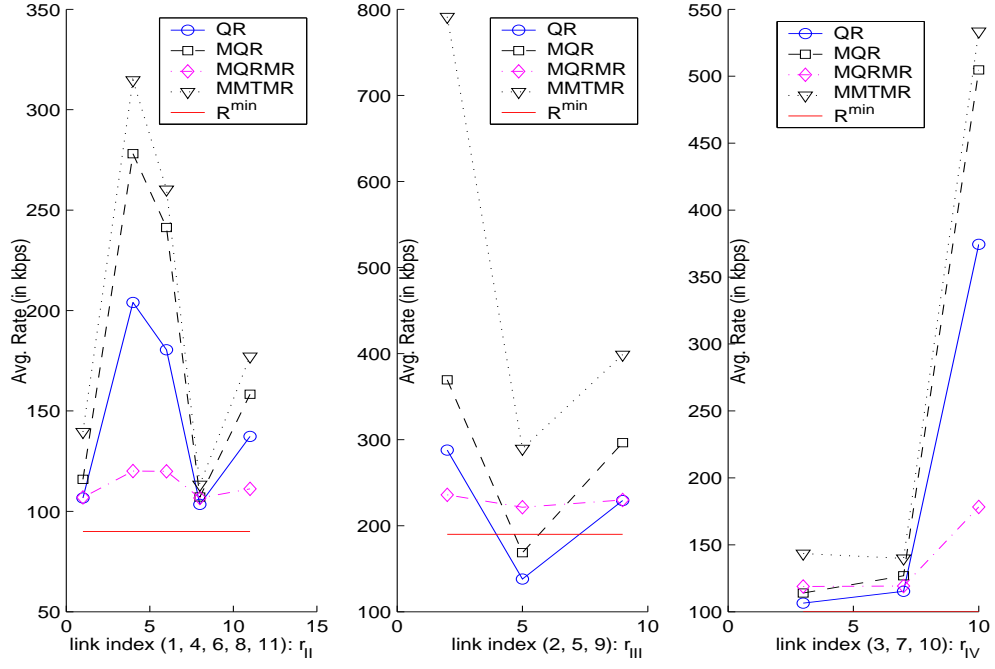 350
300
250
200
150
100
50
0
5
10
15
Avg. Rate (in kbps)
link index (1, 4, 6, 8, 11): r_II
QR
MQR
MQRMR
MMTMR
R^min
800
700
600
500
400
300
200
100
0
5
10
Avg. Rate (in kbps)
link index (2, 5, 9): r_III
QR
MQR
MQRMR
MMTMR
R^min
550
500
450
400
350
300
250
200
150
100
0
5
10
Avg. Rate (in kbps)
link index (3, 7, 10): r_IV
QR
MQR
MQRMR
MMTMR
R^min